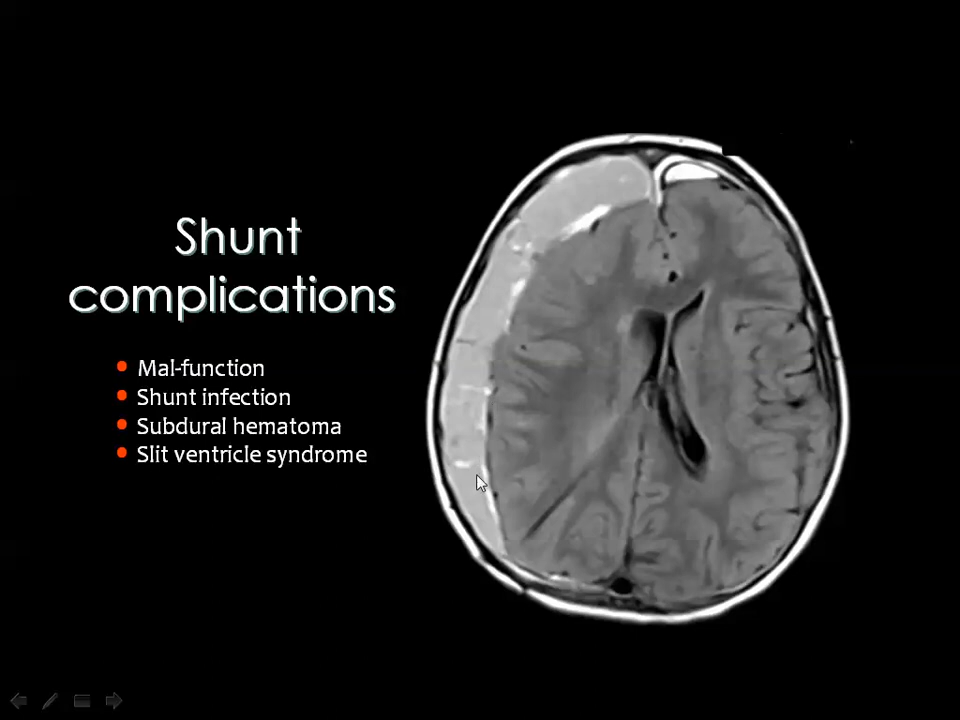 Shunt
complications
Mal-function
Shunt infection
Subdural hematoma
Slit ventricle syndrome